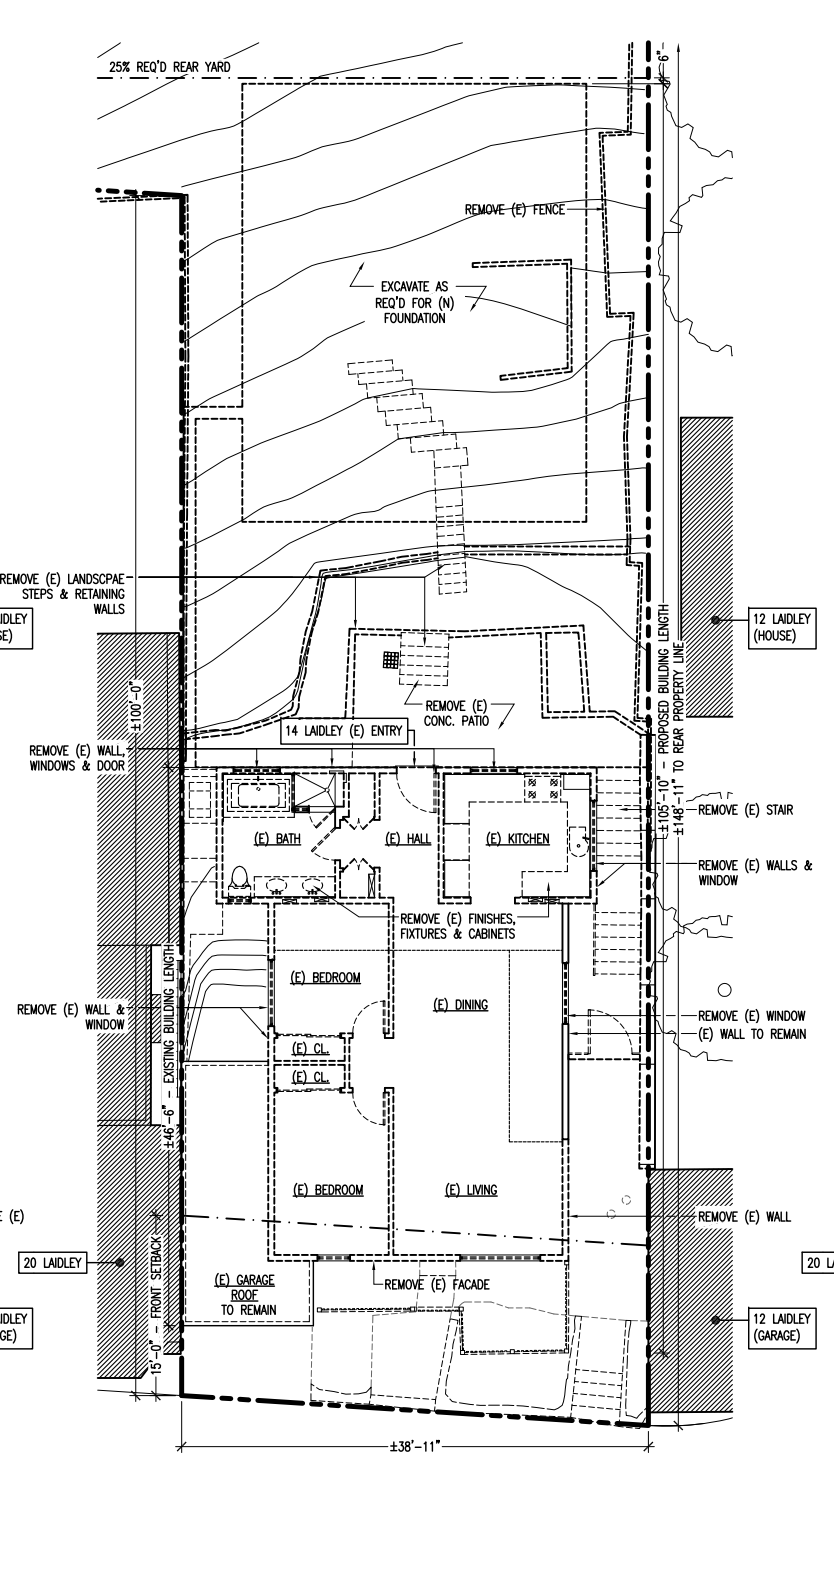 25% REQ'D REAR YARD
6"
REMOVE (E) FENCE
EXCAVATE AS
REQ'D FOR (N)
FOUNDATION
REMOVE (E) LANDSCPAE
STEPS & RETAINING
WALLS
12 LAIDLEY
(HOUSE)
±100'-0"
±105'-10" - PROPOSED BUILDING LENGTH
±148'-11" TO REAR PROPERTY LINE
REMOVE (E)
CONC. PATIO
14 LAIDLEY (E) ENTRY
REMOVE (E) WALL,
WINDOWS & DOOR
REMOVE (E) STAIR
(E) BATH
(E) HALL
(E) KITCHEN
REMOVE (E) WALLS &
WINDOW
REMOVE (E) FINISHES,
FIXTURES & CABINETS
(E) BEDROOM
(E) DINING
REMOVE (E) WALL &
WINDOW
REMOVE (E) WINDOW
(E) WALL TO REMAIN
(E) CL.
(E) CL.
±46'-6" - EXISTING BUILDING LENGTH
(E) BEDROOM
(E) LIVING
(E)
REMOVE (E) WALL
20 LAIDLEY
15'-0" - FRONT SETBACK
(E) GARAGE
ROOF
TO REMAIN
REMOVE (E) FACADE
12 LAIDLEY
(GARAGE)
±38'-11"